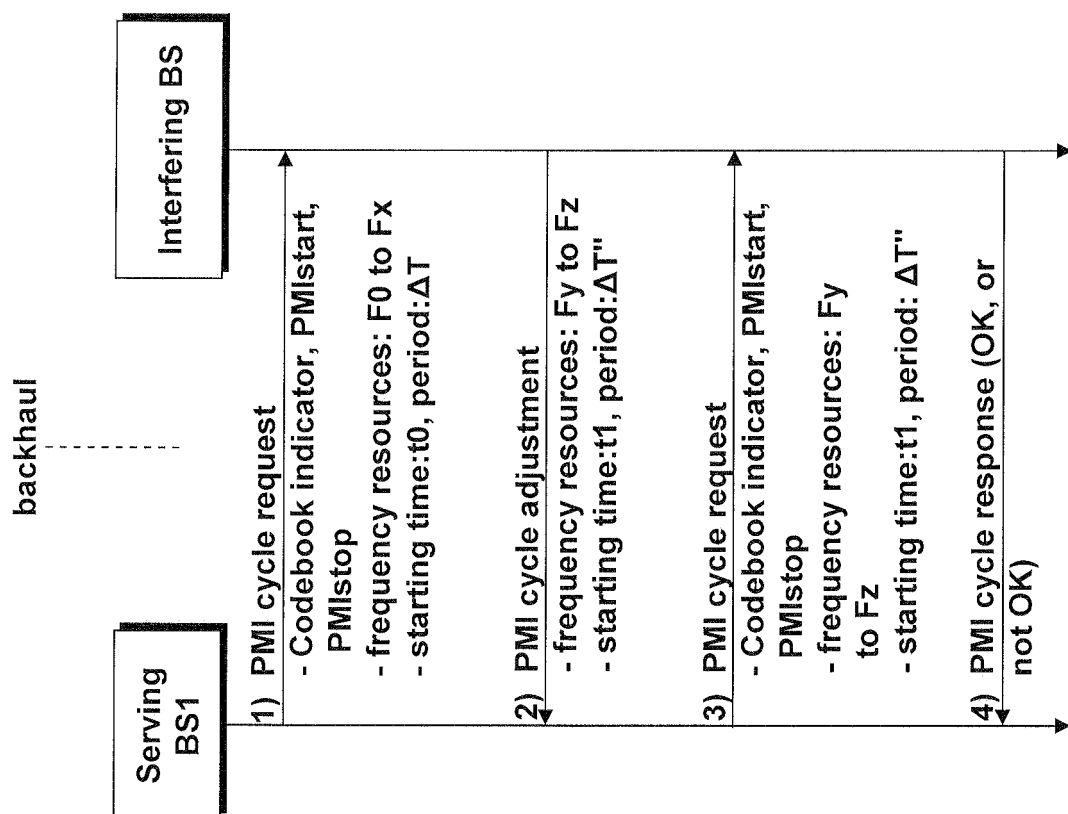 backhaul
Serving
BS1
Interfering BS
1) PMI cycle request
- Codebook indicator, PMIstart,
PMIstop
- frequency resources: F0 to Fx
- starting time:t0, period:ΔT
2) PMI cycle adjustment
- frequency resources: Fy to Fz
- starting time:t1, period:ΔT"
3) PMI cycle request
- Codebook indicator, PMIstart,
PMIstop
- frequency resources: Fy
to Fz
- starting time:t1, period: ΔT"
4) PMI cycle response (OK, or
not OK)